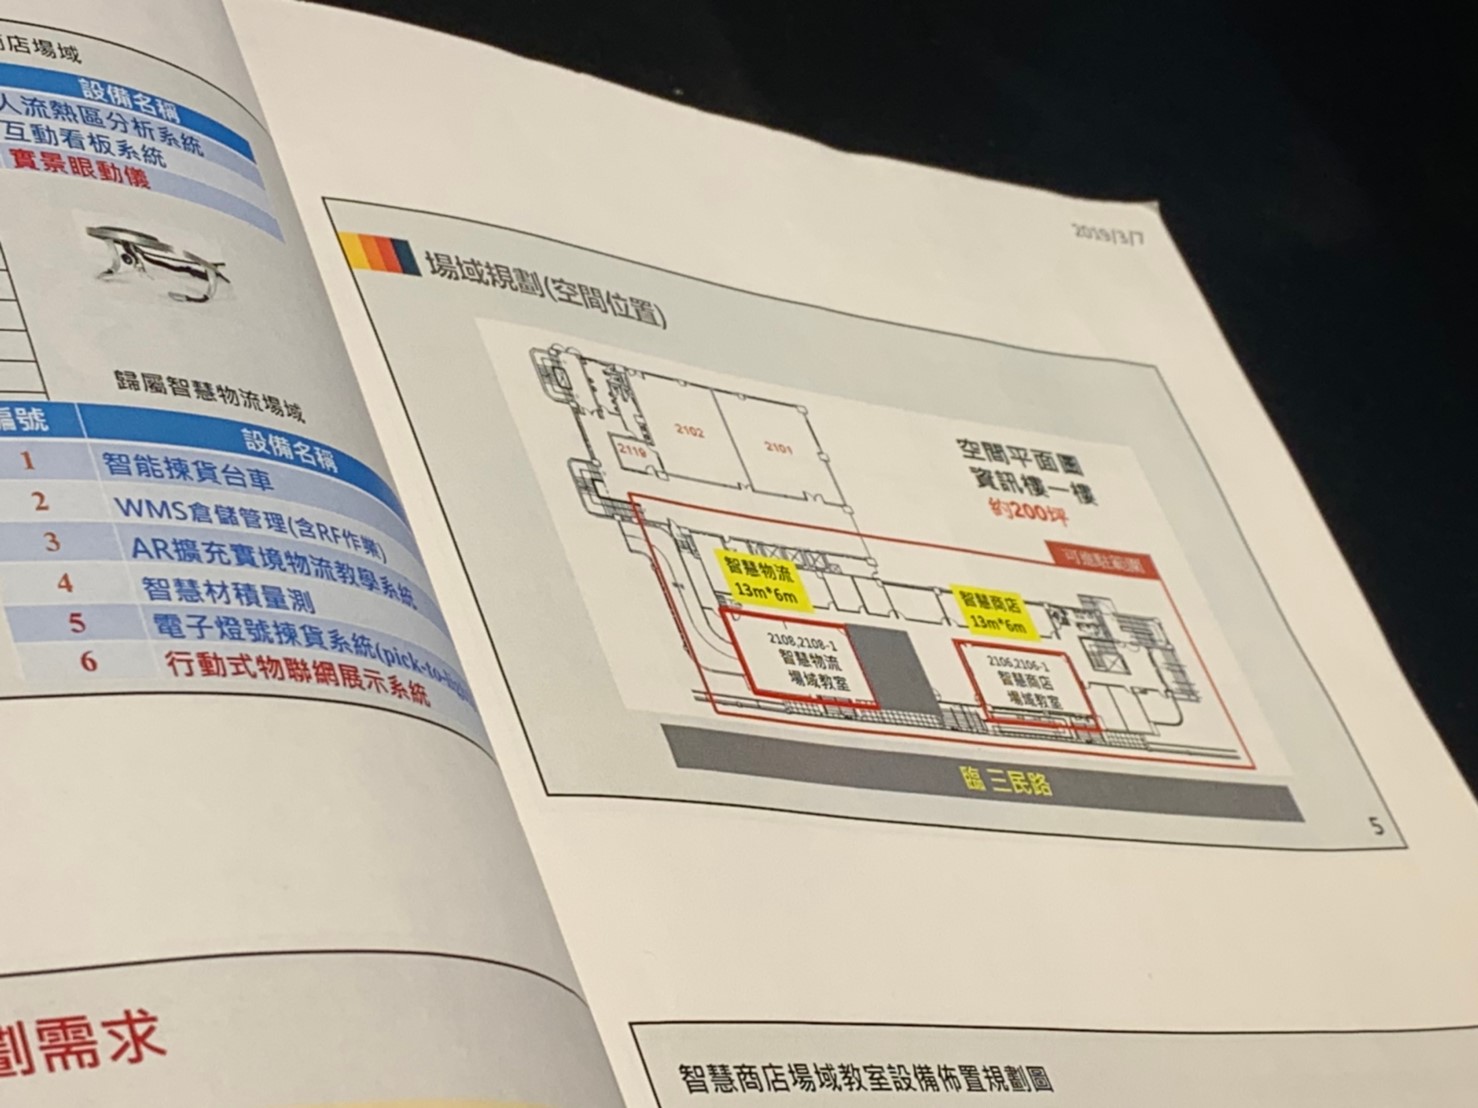 商店場域
設備名稱
人流熱區分析系統
互動看板系統
實景眼動儀
歸屬智慧物流場域
編號 設備名稱
1 智能揀貨台車
2 WMS倉儲管理(含RF作業)
3 AR擴充實境物流教學系統
4 智慧材積量測
5 電子燈號揀貨系統(pick-to-
6 行動式物聯網展示系統
劃需求
2019/3/7
場域規劃(空間位置)
2102
2101
2119
空間平面圖
資訊樓一樓
約200坪
可進駐範圍
智慧物流
13m*6m
智慧商店
13m*6m
2108,2108-1
智慧物流
場域教室
2106,2106-1
智慧商店
場域教室
臨 三民路
5
智慧商店場域教室設備佈置規劃圖